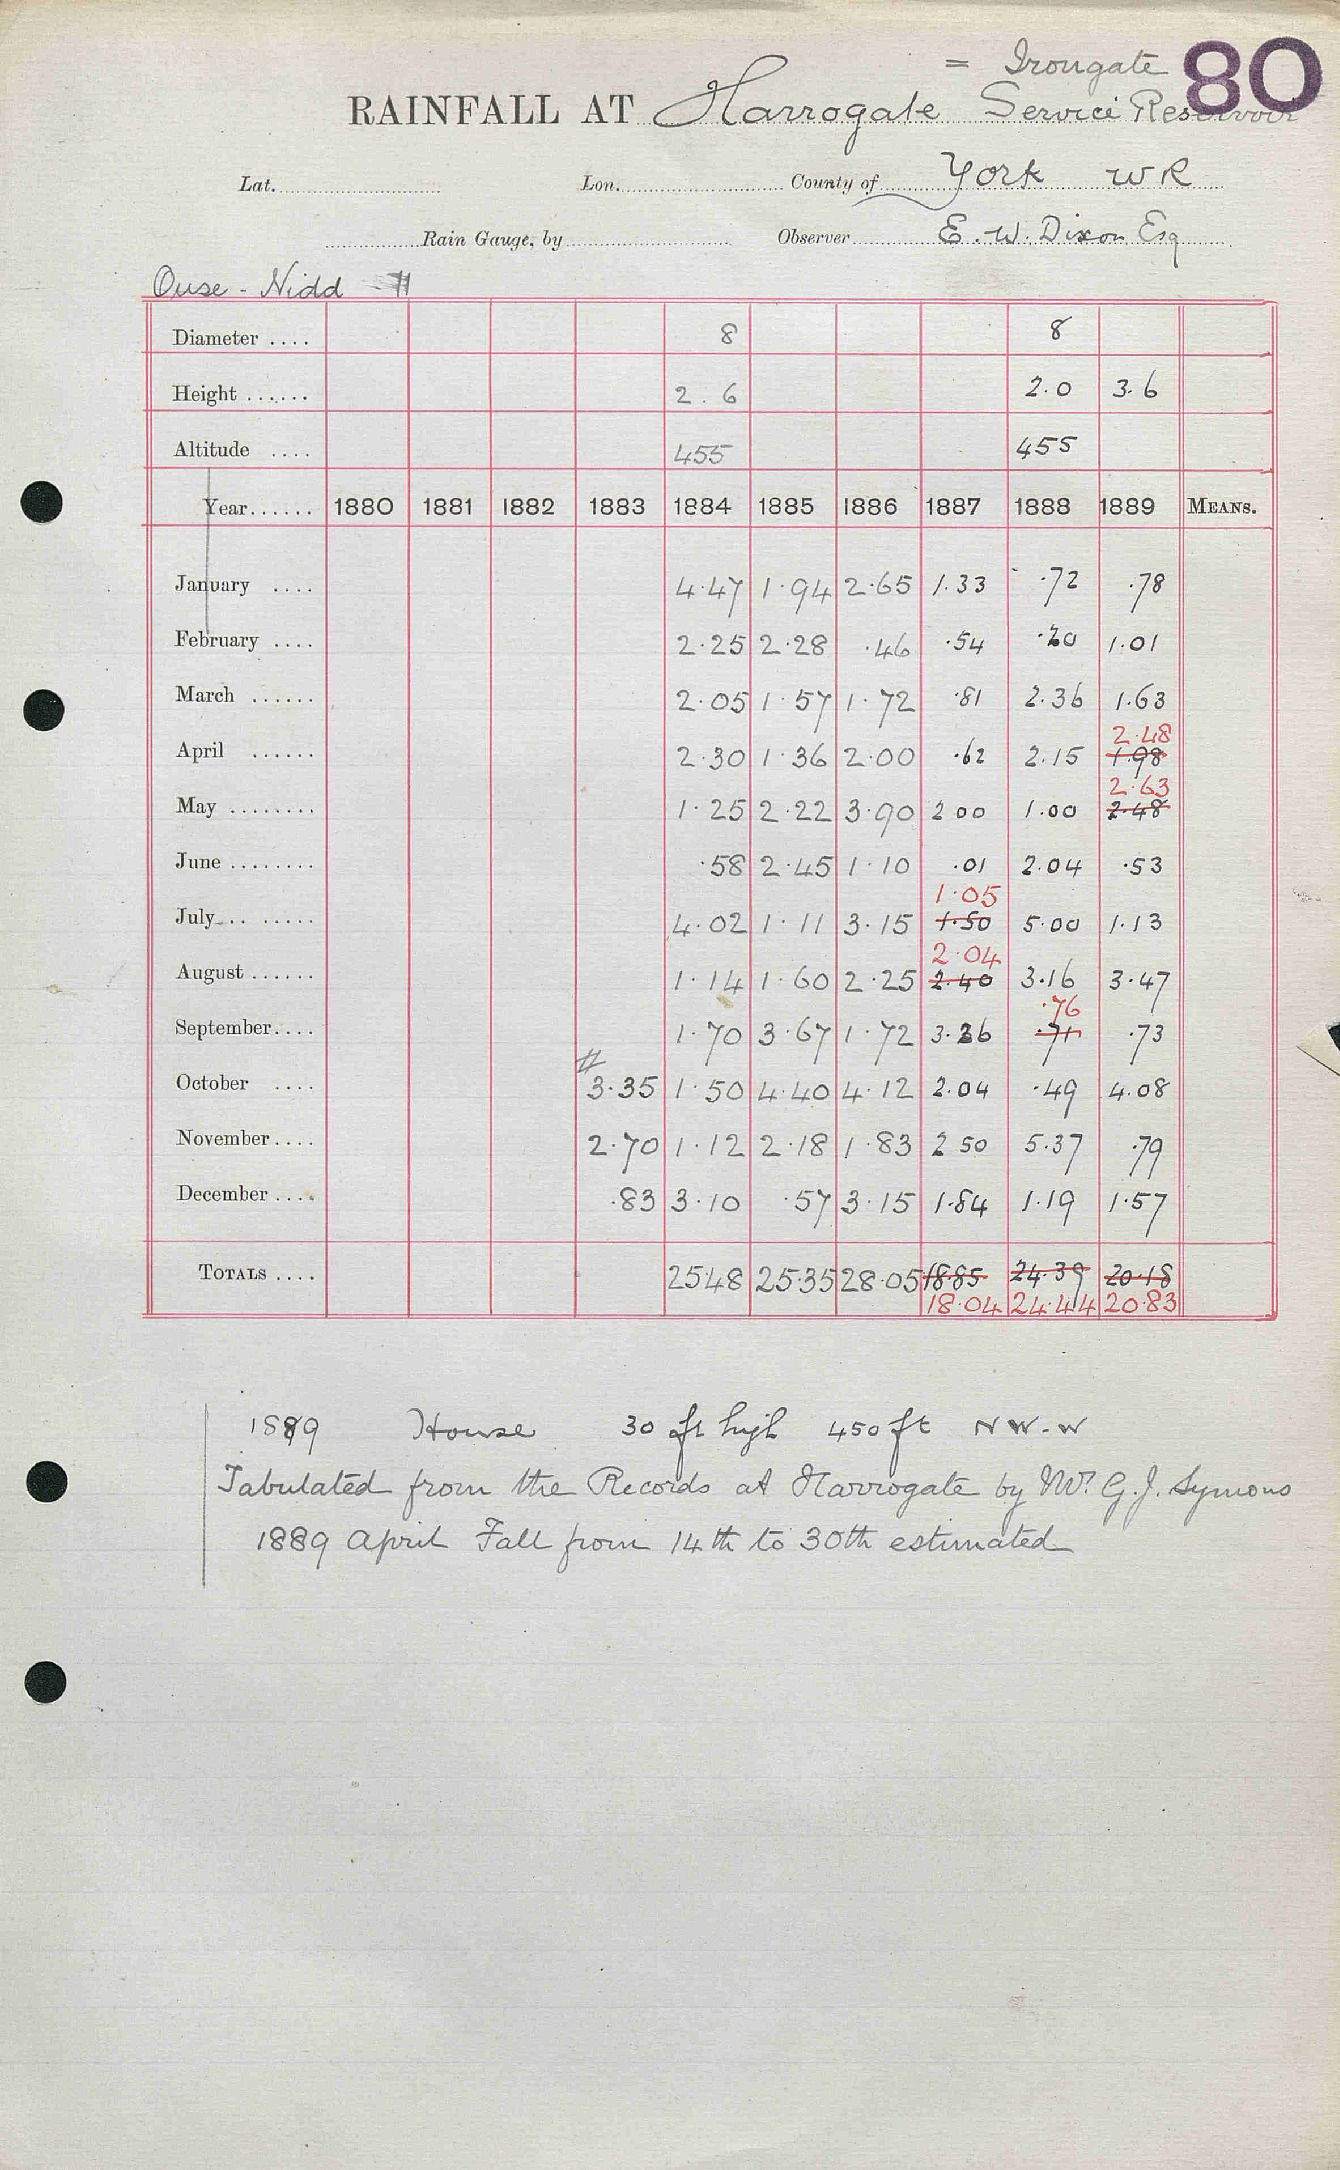 = Irongate
80
RAINFALL AT Harrogate Service Reservoir
Lat. Lon. County of York WR
Rain Gauge, by Observer E. W. Dixon Esq
Ouse - Nidd
Diameter .... 8 8
Height ...... 2.6 2.0 3.6
Altitude .... 455 455
Year...... 1880 1881 1882 1883 1884 1885 1886 1887 1888 1889 MEANS.
January .... 4.47 1.94 2.65 1.33 .72 .78
February .... 2.25 2.28 .46 .54 .20 1.01
March ...... 2.05 1.57 1.72 .81 2.36 1.63
2.48
April ...... 2.30 1.36 2.00 .62 2.15 1.98
2.63
May ........ 1.25 2.22 3.90 2 00 1.00 2.48
June ........ .58 2.45 1.10 .01 2.04 .53
1.05
July.. ..... 4.02 1.11 3.15 1.50 5.00 1.13
2.04
August ...... 1.14 1.60 2.25 2.40 3.16 3.47
.76
September.... 1.70 3.67 1.72 3.26 .71 .73
#
October .... 3.35 1.50 4.40 4.12 2.04 .49 4.08
November.... 2.70 1.12 2.18 1.83 2 50 5.37 .79
December .... .83 3.10 .57 3.15 1.84 1.19 1.57
TOTALS .... 25.48 25.35 28.05 18.85 24.39 20.18
18.04 24.44 20.83
1889 House 30 ft high 450 ft NW-W
Tabulated from the Records at Harrogate by Mr. G. J. Symons
1889 April Fall from 14th to 30th estimated